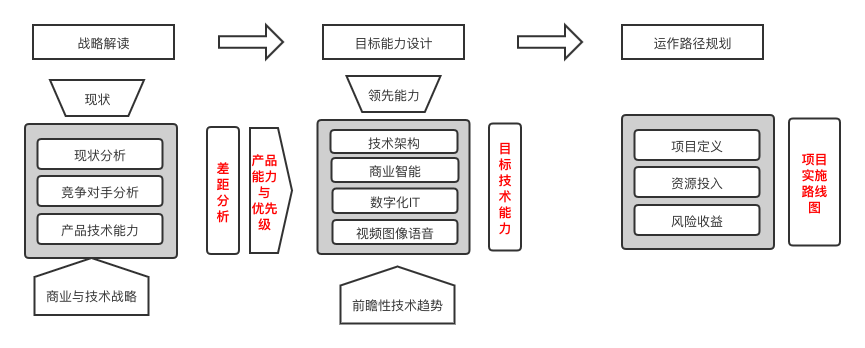 战略解读
目标能力设计
运作路径规划
现状
现状分析
竞争对手分析
产品技术能力
商业与技术战略
差
距
分
析
产品
能力
与
优先
级
领先能力
技术架构
商业智能
数字化IT
视频图像语音
前瞻性技术趋势
目
标
技
术
能
力
项目定义
资源投入
风险收益
项目
实施
路线
图